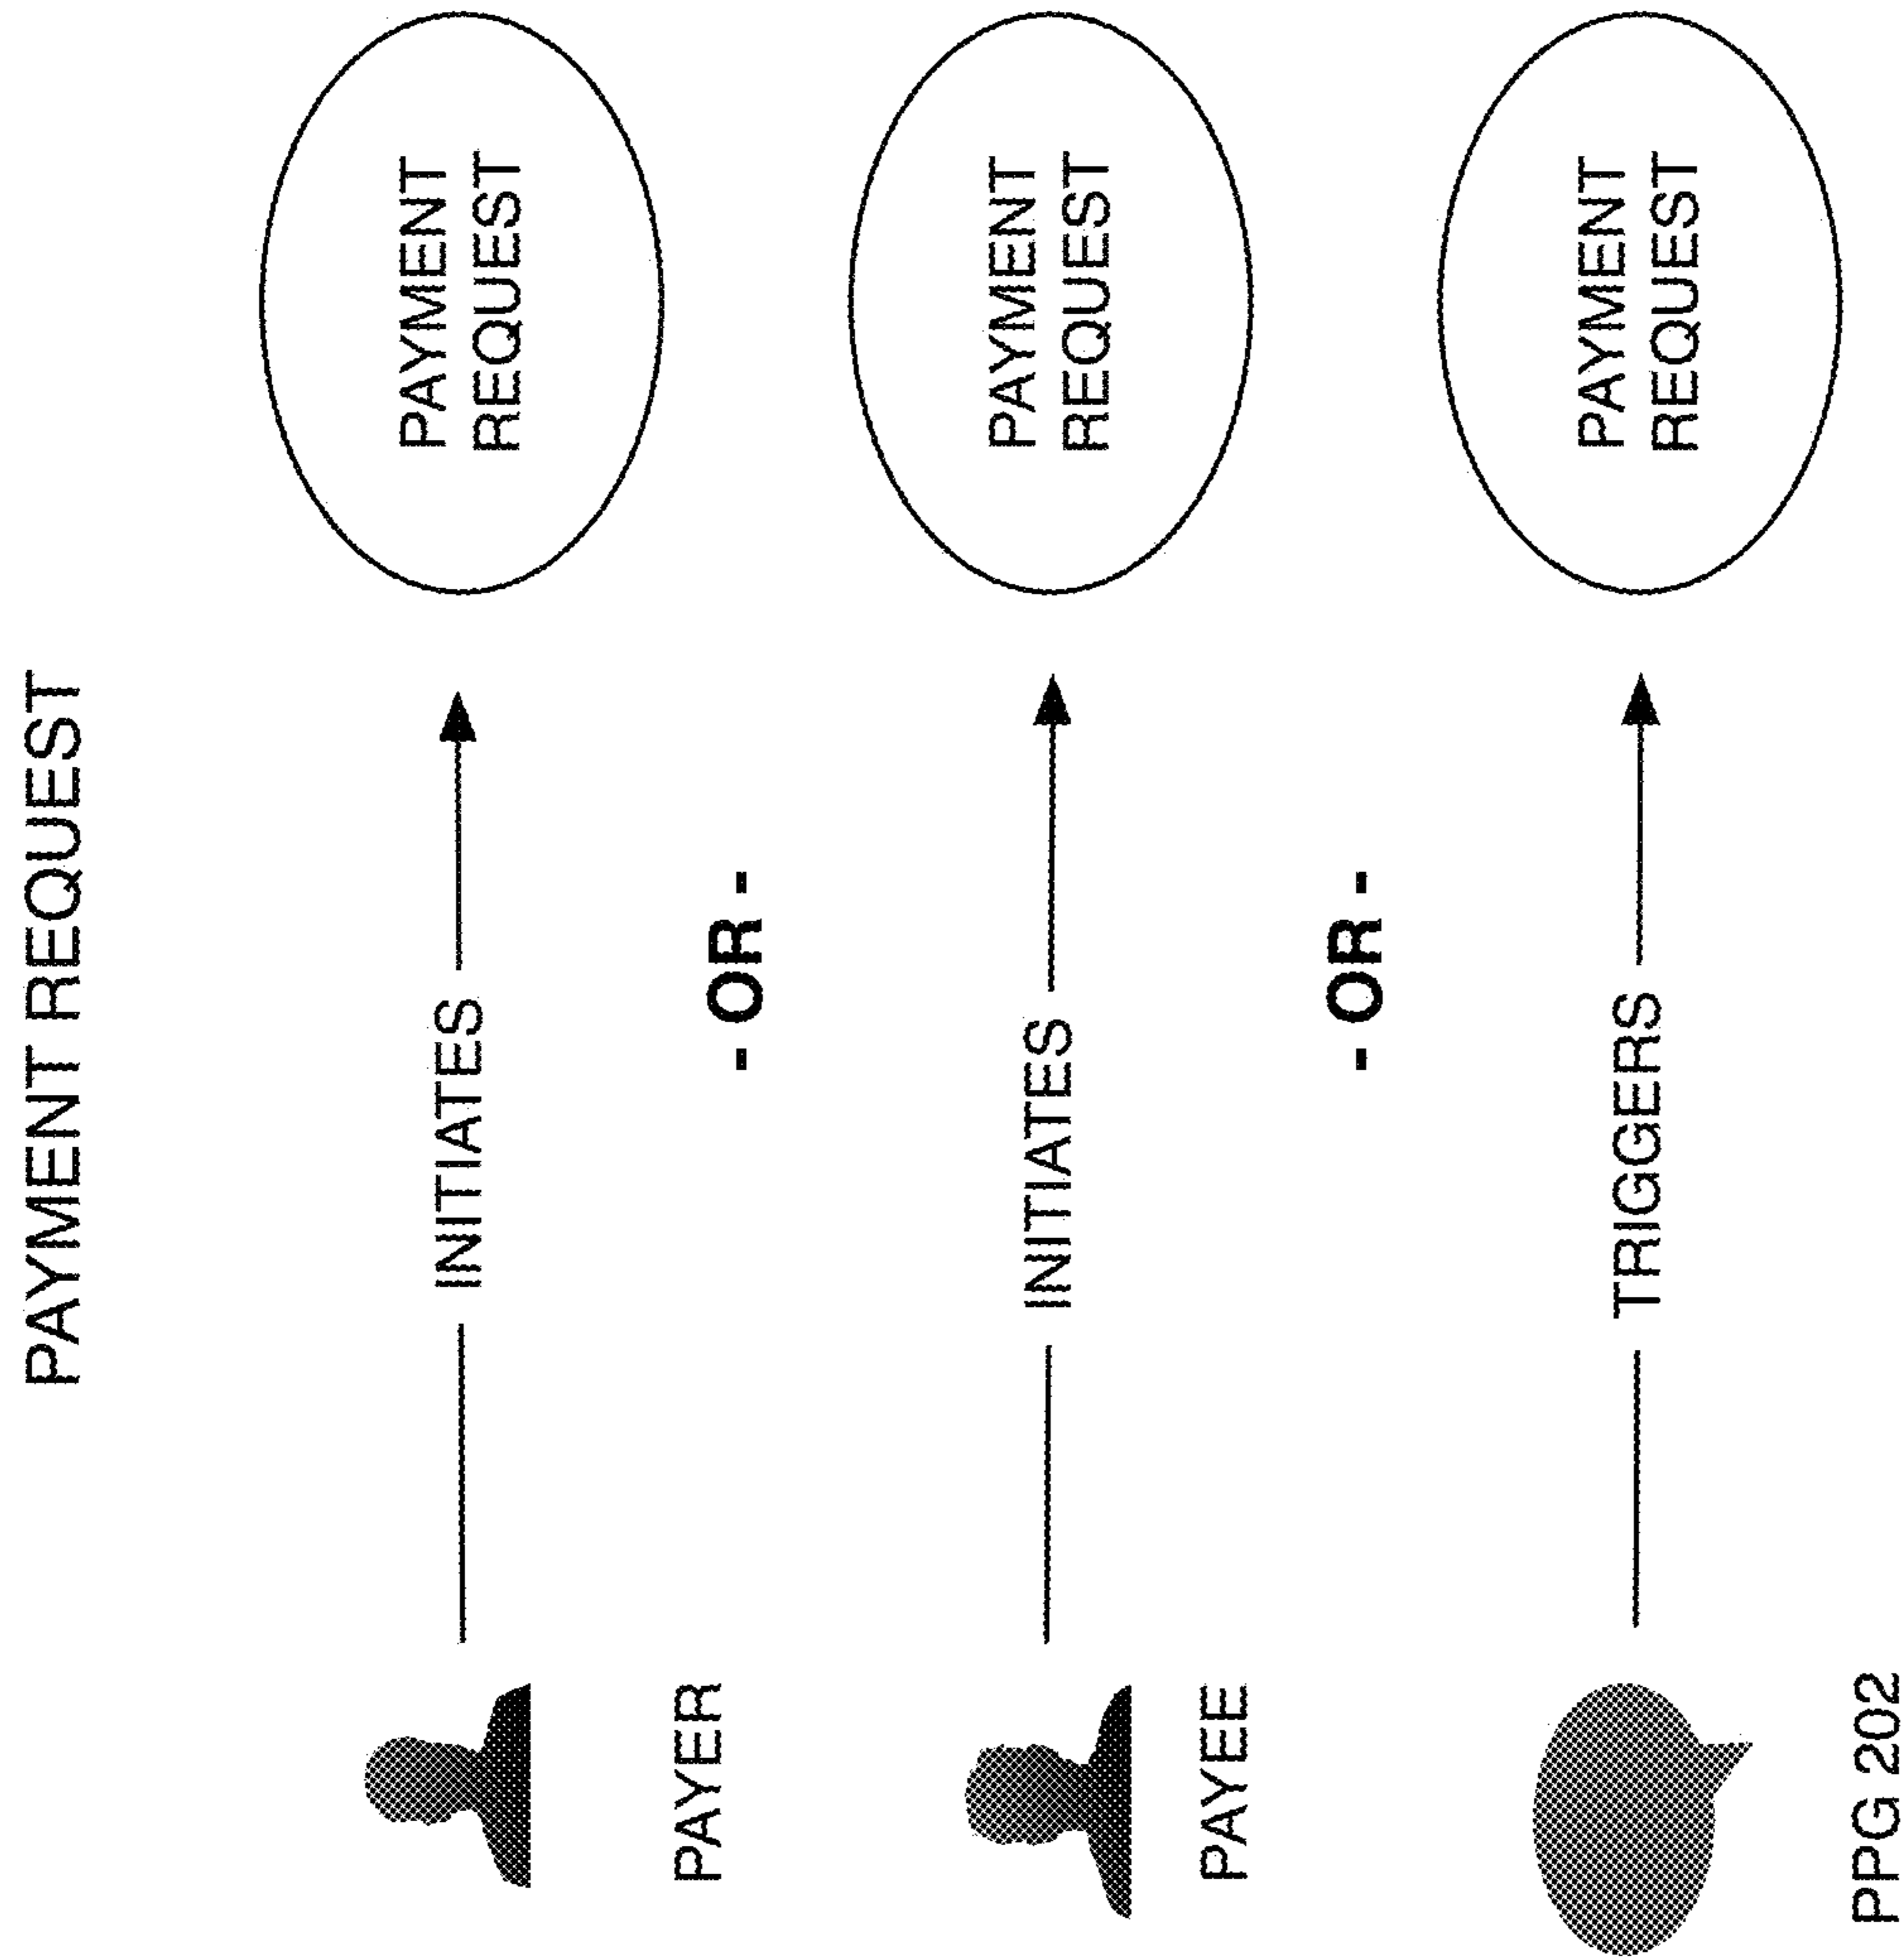 PAYMENT REQUEST
INITIATES
PAYMENT
REQUEST
PAYER
- OR -
INITIATES
PAYMENT
REQUEST
PAYEE
- OR -
TRIGGERS
PAYMENT
REQUEST
PPG 202